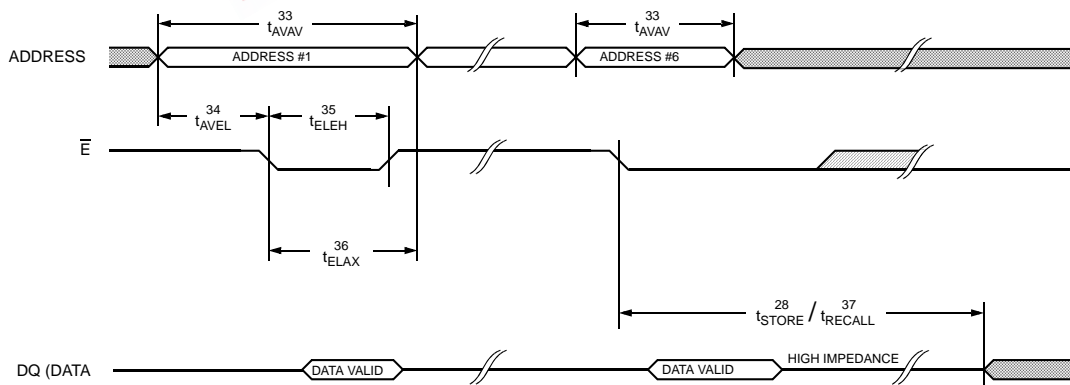 33
tAVAV
33
tAVAV
ADDRESS
ADDRESS #1
ADDRESS #6
34
tAVEL
35
tELEH
E
36
tELAX
28 37
tSTORE / tRECALL
DQ (DATA
DATA VALID
DATA VALID
HIGH IMPEDANCE